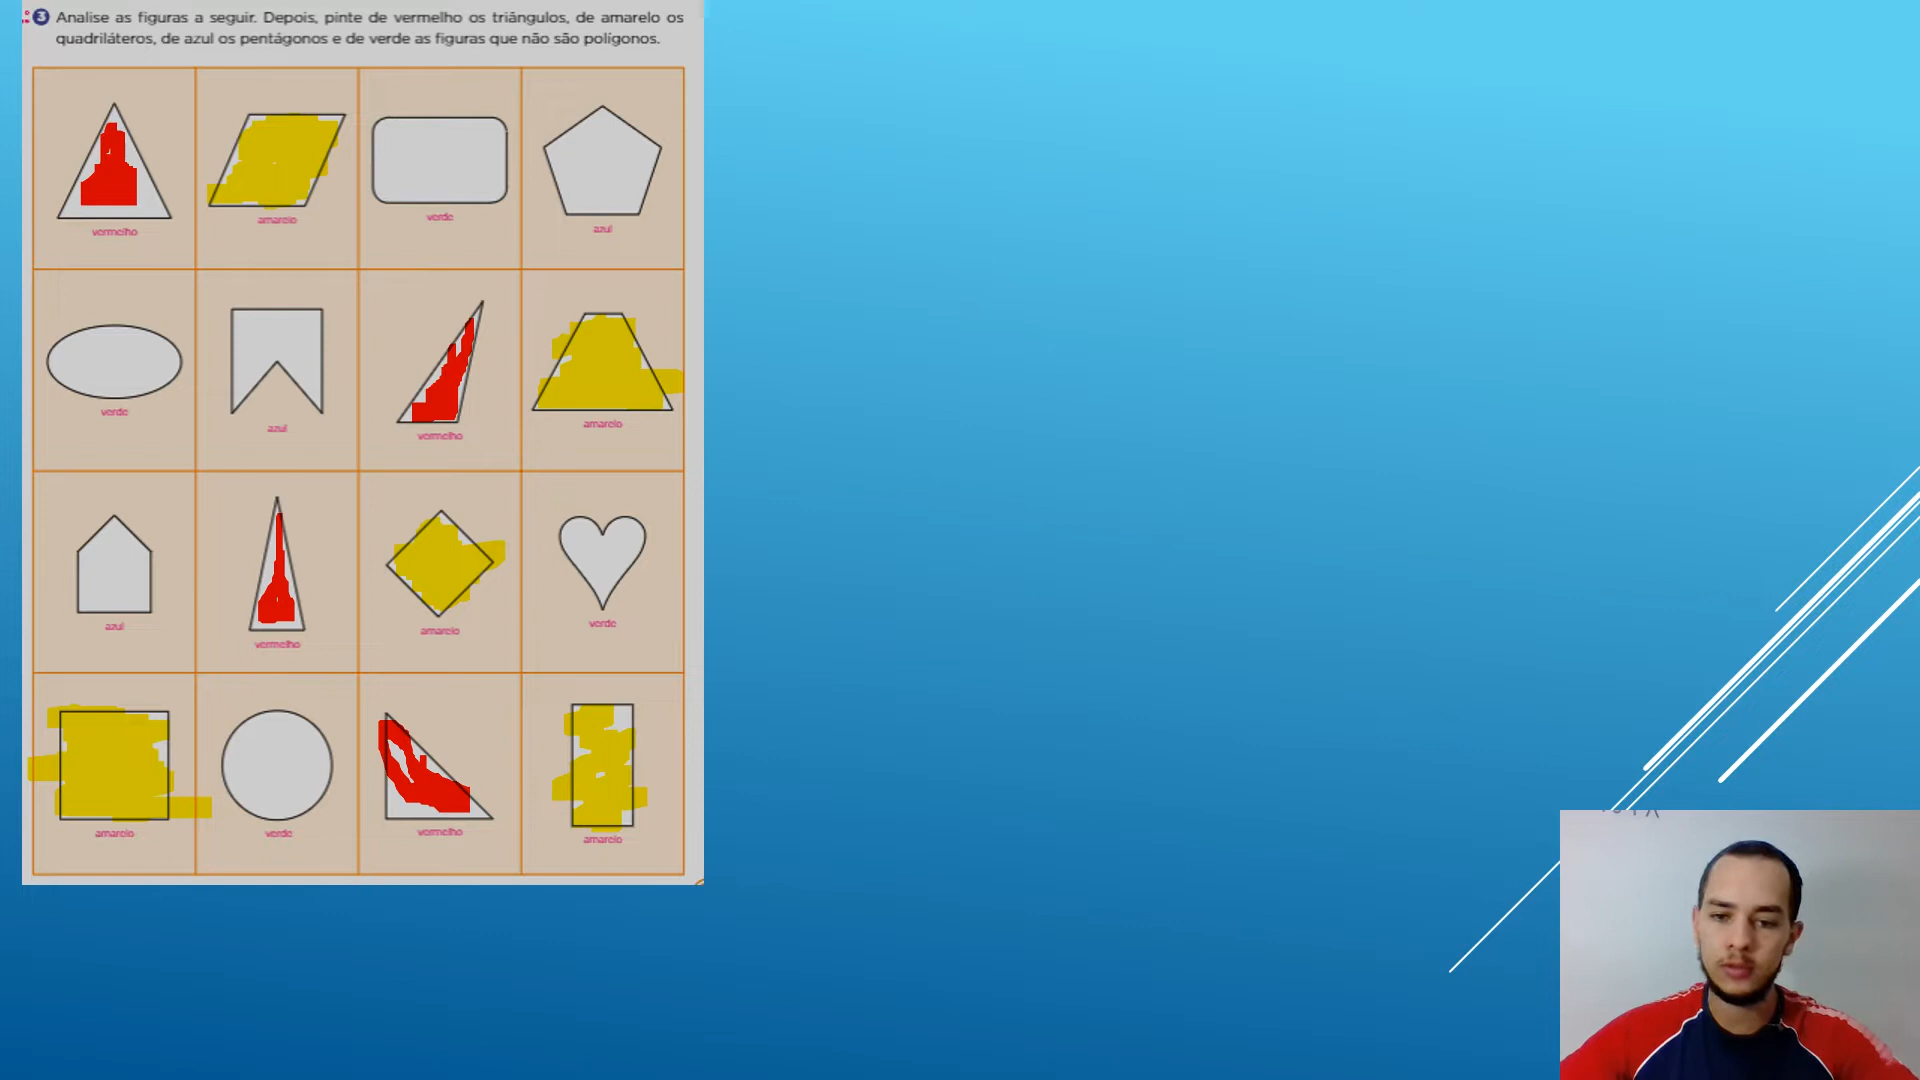 3 Analise as figuras a seguir. Depois, pinte de vermelho os triângulos, de amarelo os
quadriláteros, de azul os pentágonos e de verde as figuras que não são polígonos.
vermelho
amarelo
verde
azul
verde
azul
vermelho
amarelo
azul
vermelho
amarelo
verde
amarelo
verde
vermelho
amarelo